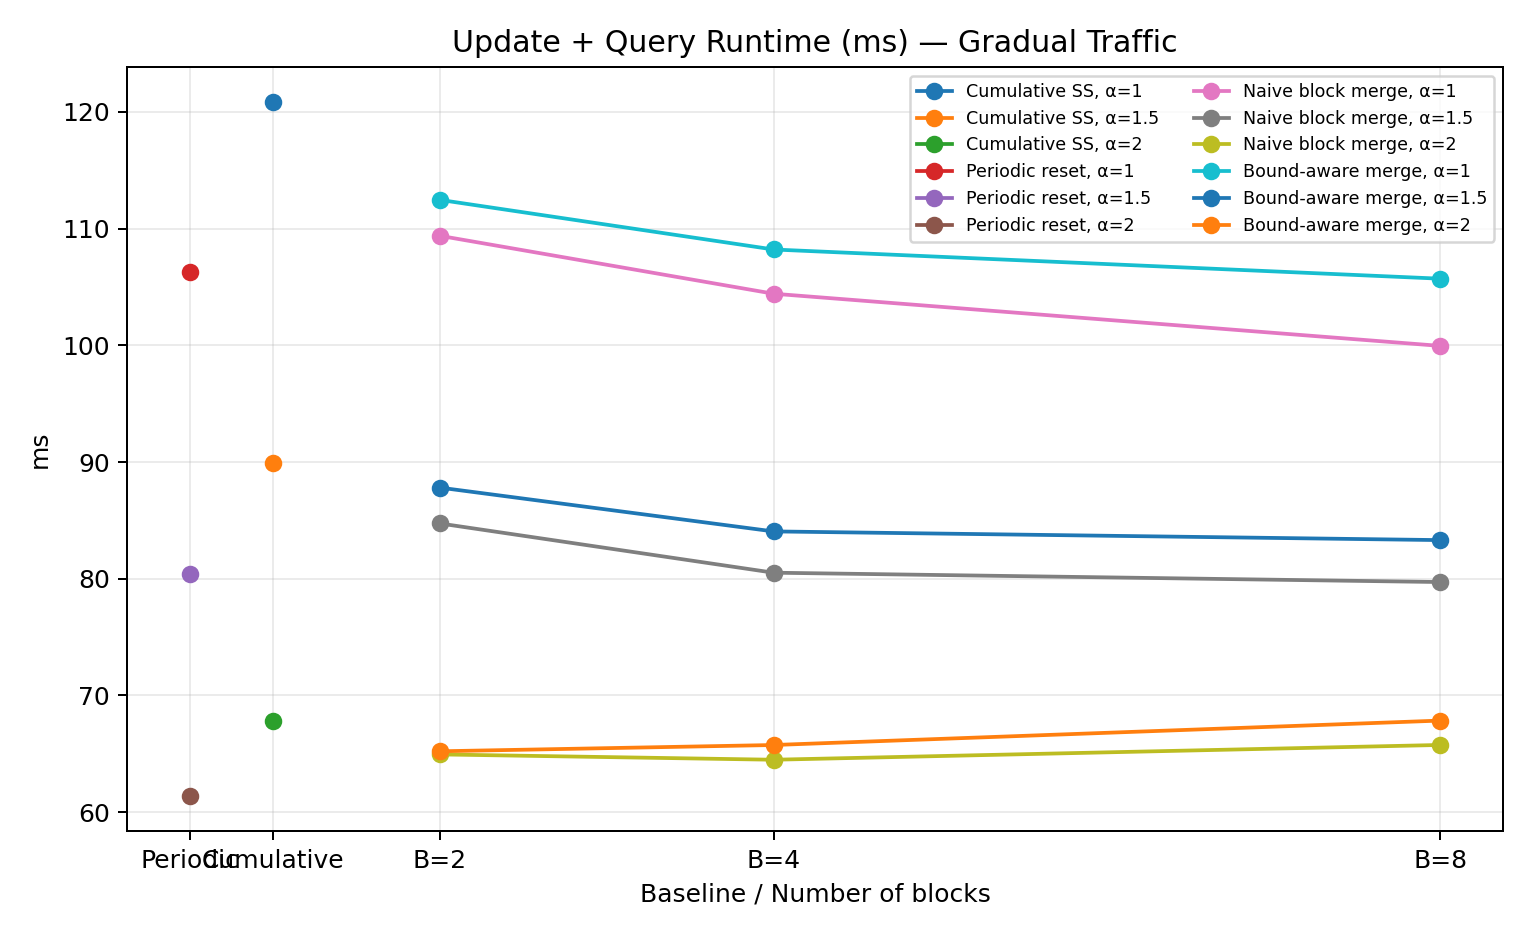 Update + Query Runtime (ms) — Gradual Traffic
120
110
100
90
80
70
60
ms
Cumulative SS, α=1
Cumulative SS, α=1.5
Cumulative SS, α=2
Periodic reset, α=1
Periodic reset, α=1.5
Periodic reset, α=2
Naive block merge, α=1
Naive block merge, α=1.5
Naive block merge, α=2
Bound-aware merge, α=1
Bound-aware merge, α=1.5
Bound-aware merge, α=2
Periodic Cumulative B=2 B=4 B=8
Baseline / Number of blocks